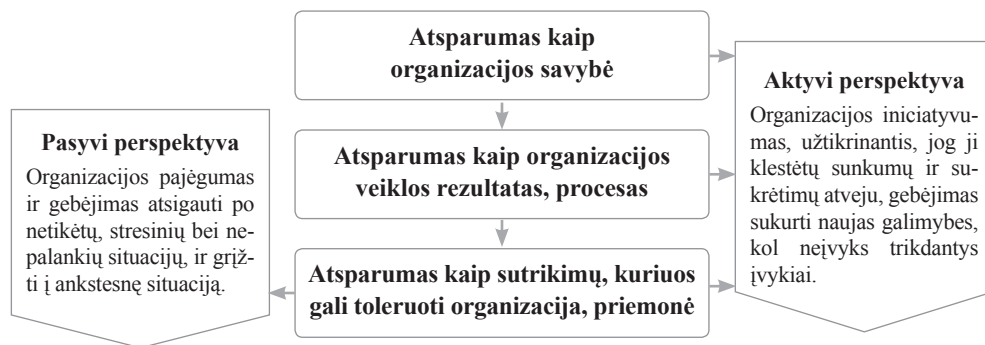 Atsparumas kaip
organizacijos savybė
Pasyvi perspektyva
Organizacijos pajėgumas
ir gebėjimas atsigauti po
netikėtų, stresinių bei ne-
palankių situacijų, ir grįž-
ti į ankstesnę situaciją.
Atsparumas kaip organizacijos
veiklos rezultatas, procesas
Atsparumas kaip sutrikimų, kuriuos
gali toleruoti organizacija, priemonė
Aktyvi perspektyva
Organizacijos iniciatyvu-
mas, užtikrinantis, jog ji
klestėtų sunkumų ir su-
krėtimų atveju, gebėjimas
sukurti naujas galimybes,
kol neįvyks trikdantys
įvykiai.